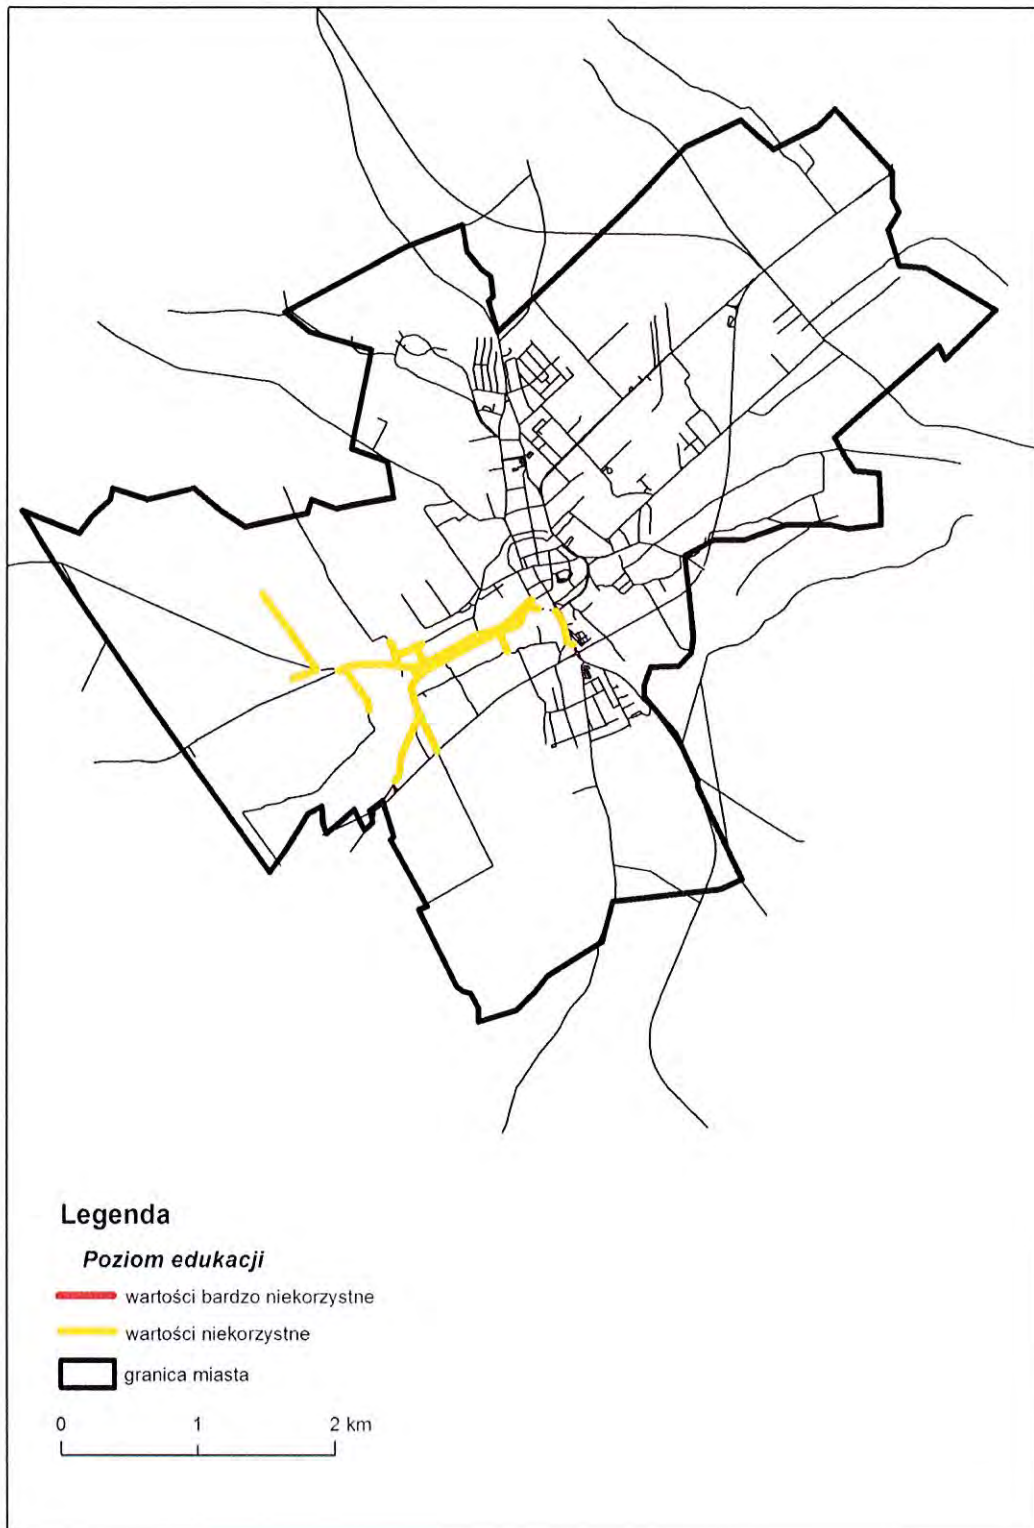 Legenda
Poziom edukacji
wartości bardzo niekorzystne
wartości niekorzystne
granica miasta
0 1 2 km